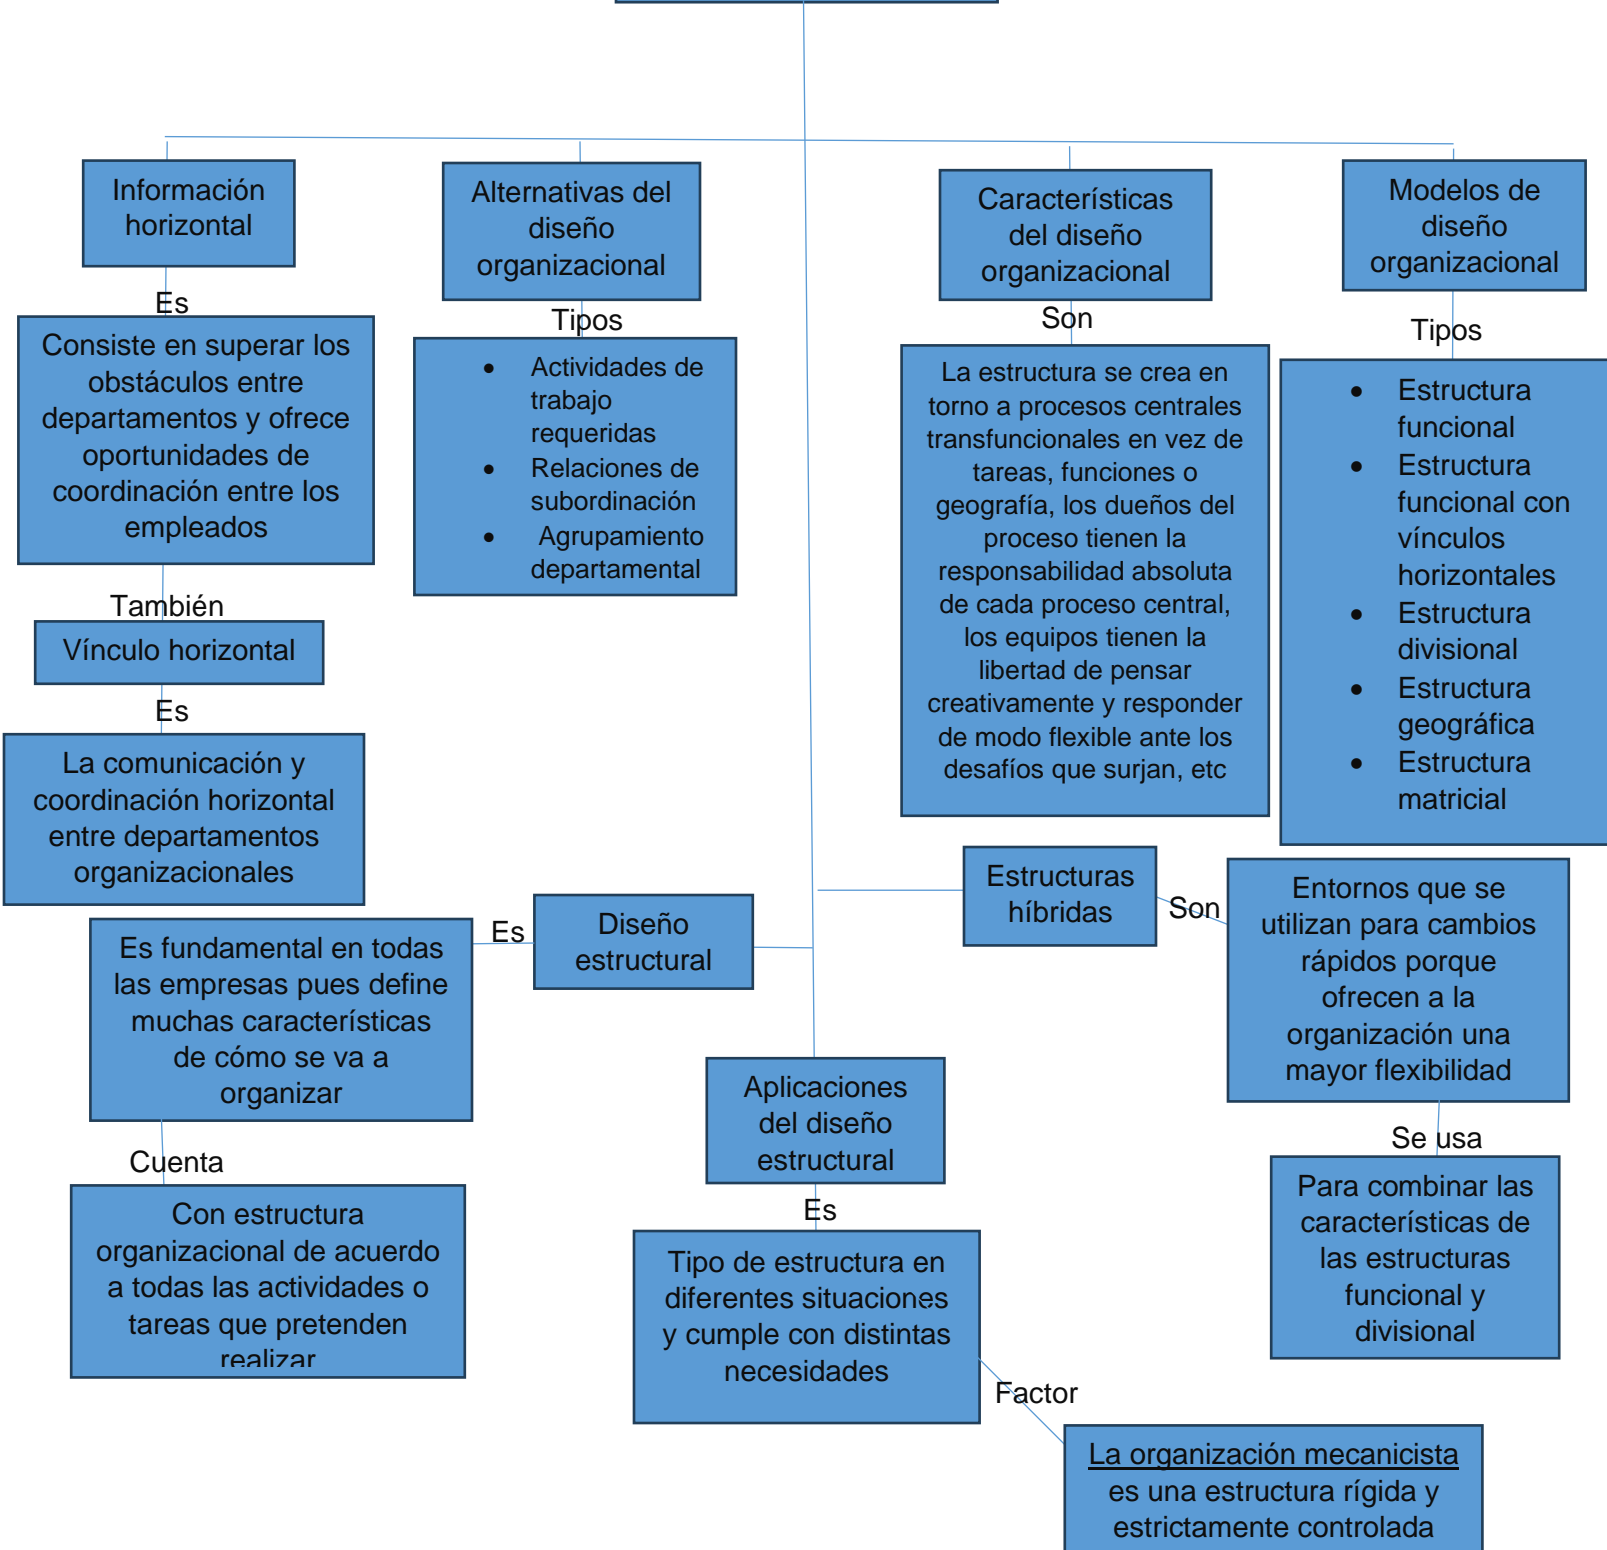 Información
horizontal
Es
Consiste en superar los
obstáculos entre
departamentos y ofrece
oportunidades de
coordinación entre los
empleados
También
Vínculo horizontal
Es
La comunicación y
coordinación horizontal
entre departamentos
organizacionales
Alternativas del
diseño
organizacional
Tipos
• Actividades de
trabajo
requeridas
• Relaciones de
subordinación
• Agrupamiento
departamental
Características
del diseño
organizacional
Son
La estructura se crea en
torno a procesos centrales
transfuncionales en vez de
tareas, funciones o
geografía, los dueños del
proceso tienen la
responsabilidad absoluta
de cada proceso central,
los equipos tienen la
libertad de pensar
creativamente y responder
de modo flexible ante los
desafíos que surjan, etc
Modelos de
diseño
organizacional
Tipos
• Estructura
funcional
• Estructura
funcional con
vínculos
horizontales
• Estructura
divisional
• Estructura
geográfica
• Estructura
matricial
Diseño
estructural
Es
Es fundamental en todas
las empresas pues define
muchas características
de cómo se va a
organizar
Cuenta
Con estructura
organizacional de acuerdo
a todas las actividades o
tareas que pretenden
realizar
Estructuras
híbridas
Son
Entornos que se
utilizan para cambios
rápidos porque
ofrecen a la
organización una
mayor flexibilidad
Se usa
Para combinar las
características de
las estructuras
funcional y
divisional
Aplicaciones
del diseño
estructural
Es
Tipo de estructura en
diferentes situaciones
y cumple con distintas
necesidades
Factor
La organización mecanicista
es una estructura rígida y
estrictamente controlada